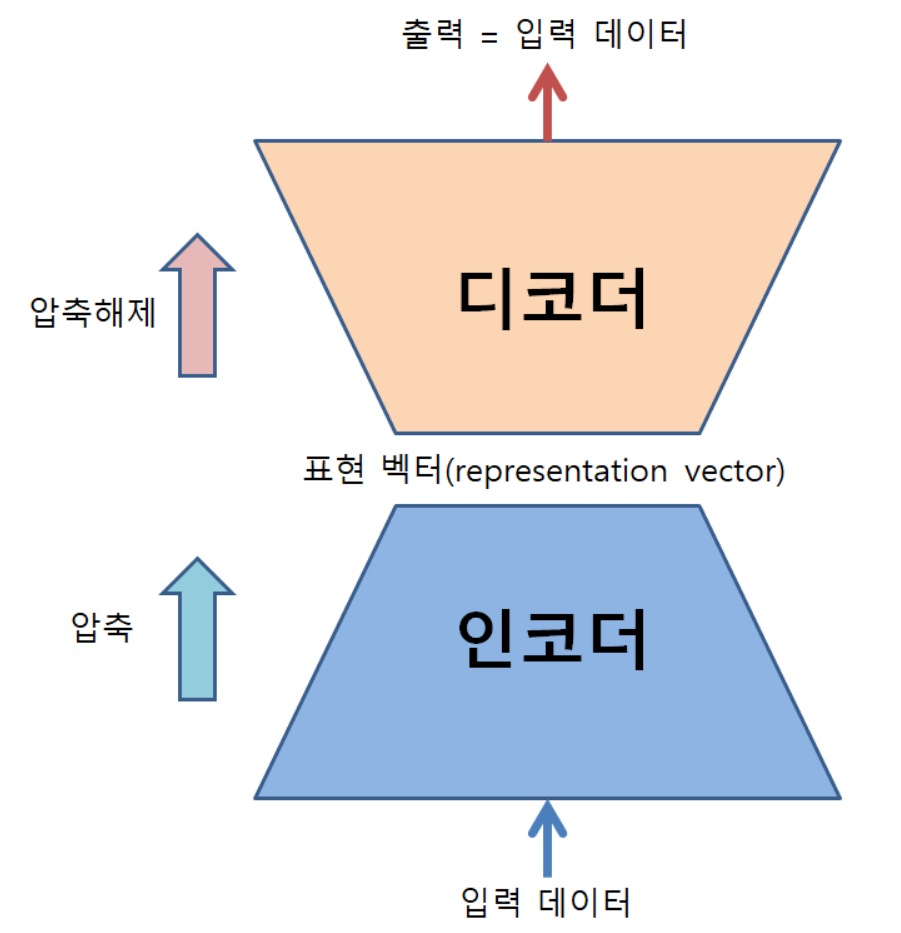 출력 = 입력 데이터
디코더
압축해제
표현 벡터(representation vector)
인코더
압축
입력 데이터